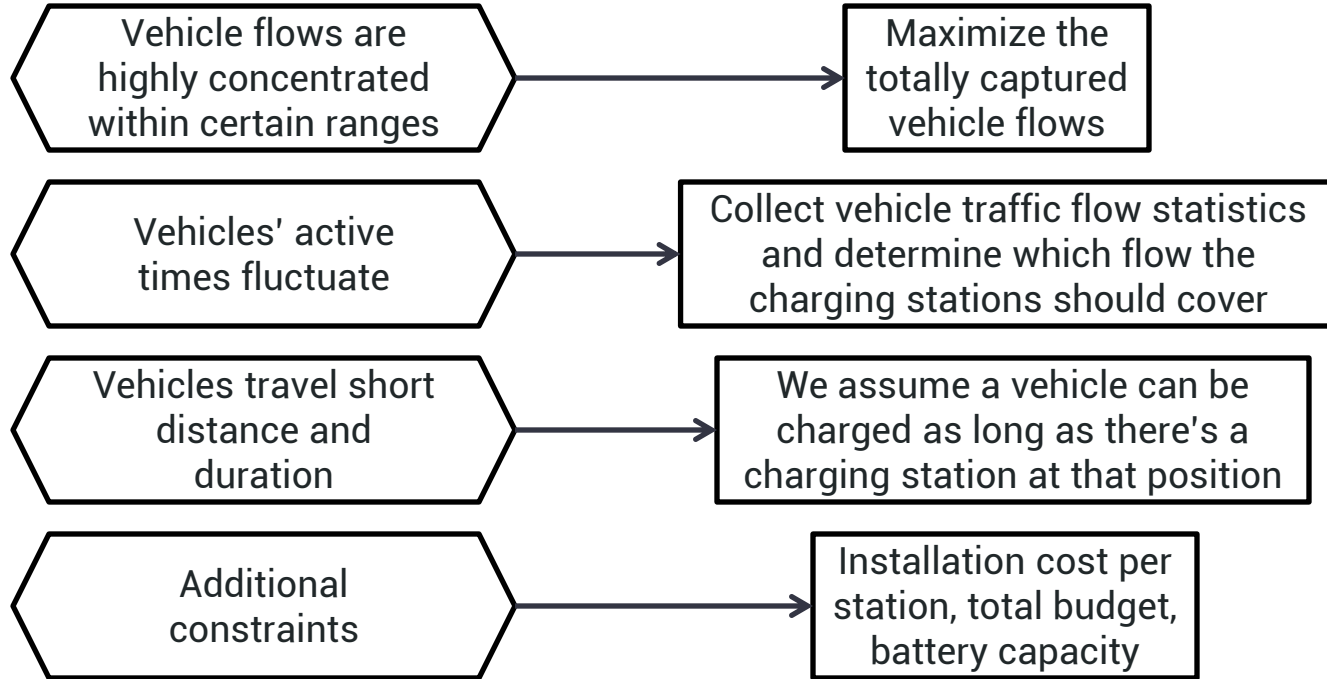 Vehicle flows are
highly concentrated
within certain ranges
Maximize the
totally captured
vehicle flows
Vehicles' active
times fluctuate
Collect vehicle traffic flow statistics
and determine which flow the
charging stations should cover
Vehicles travel short
distance and
duration
We assume a vehicle can be
charged as long as there's a
charging station at that position
Additional
constraints
Installation cost per
station, total budget,
battery capacity